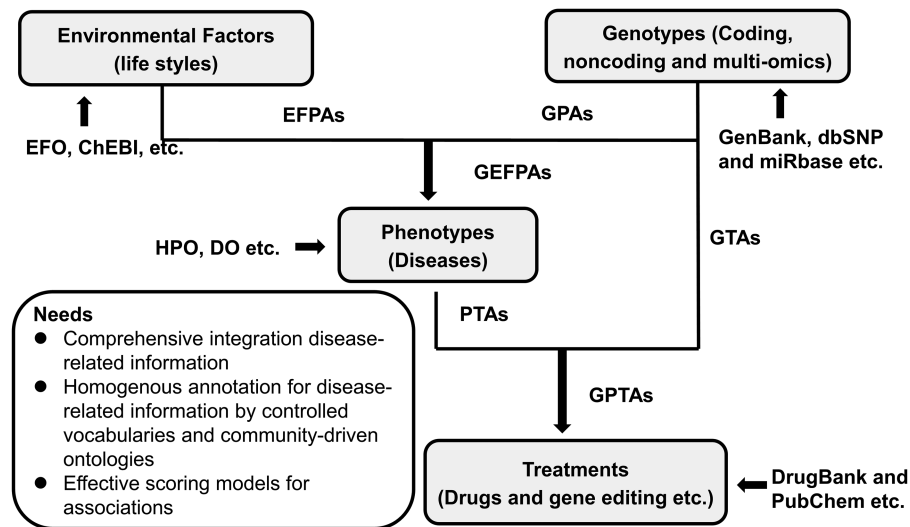 Environmental Factors
(life styles)
Genotypes (Coding,
noncoding and multi-omics)
EFPAs
GPAs
EFO, ChEBI, etc.
GenBank, dbSNP
and miRbase etc.
GEFPAs
Phenotypes
(Diseases)
HPO, DO etc.
GTAs
PTAs
Needs
● Comprehensive integration disease-
related information
● Homogenous annotation for disease-
related information by controlled
vocabularies and community-driven
ontologies
● Effective scoring models for
associations
GPTAs
Treatments
(Drugs and gene editing etc.)
DrugBank and
PubChem etc.